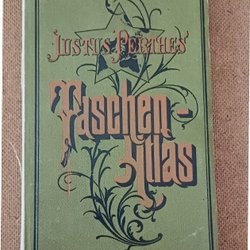 JUSTUS PERTHES'
Taschen-
Atlas